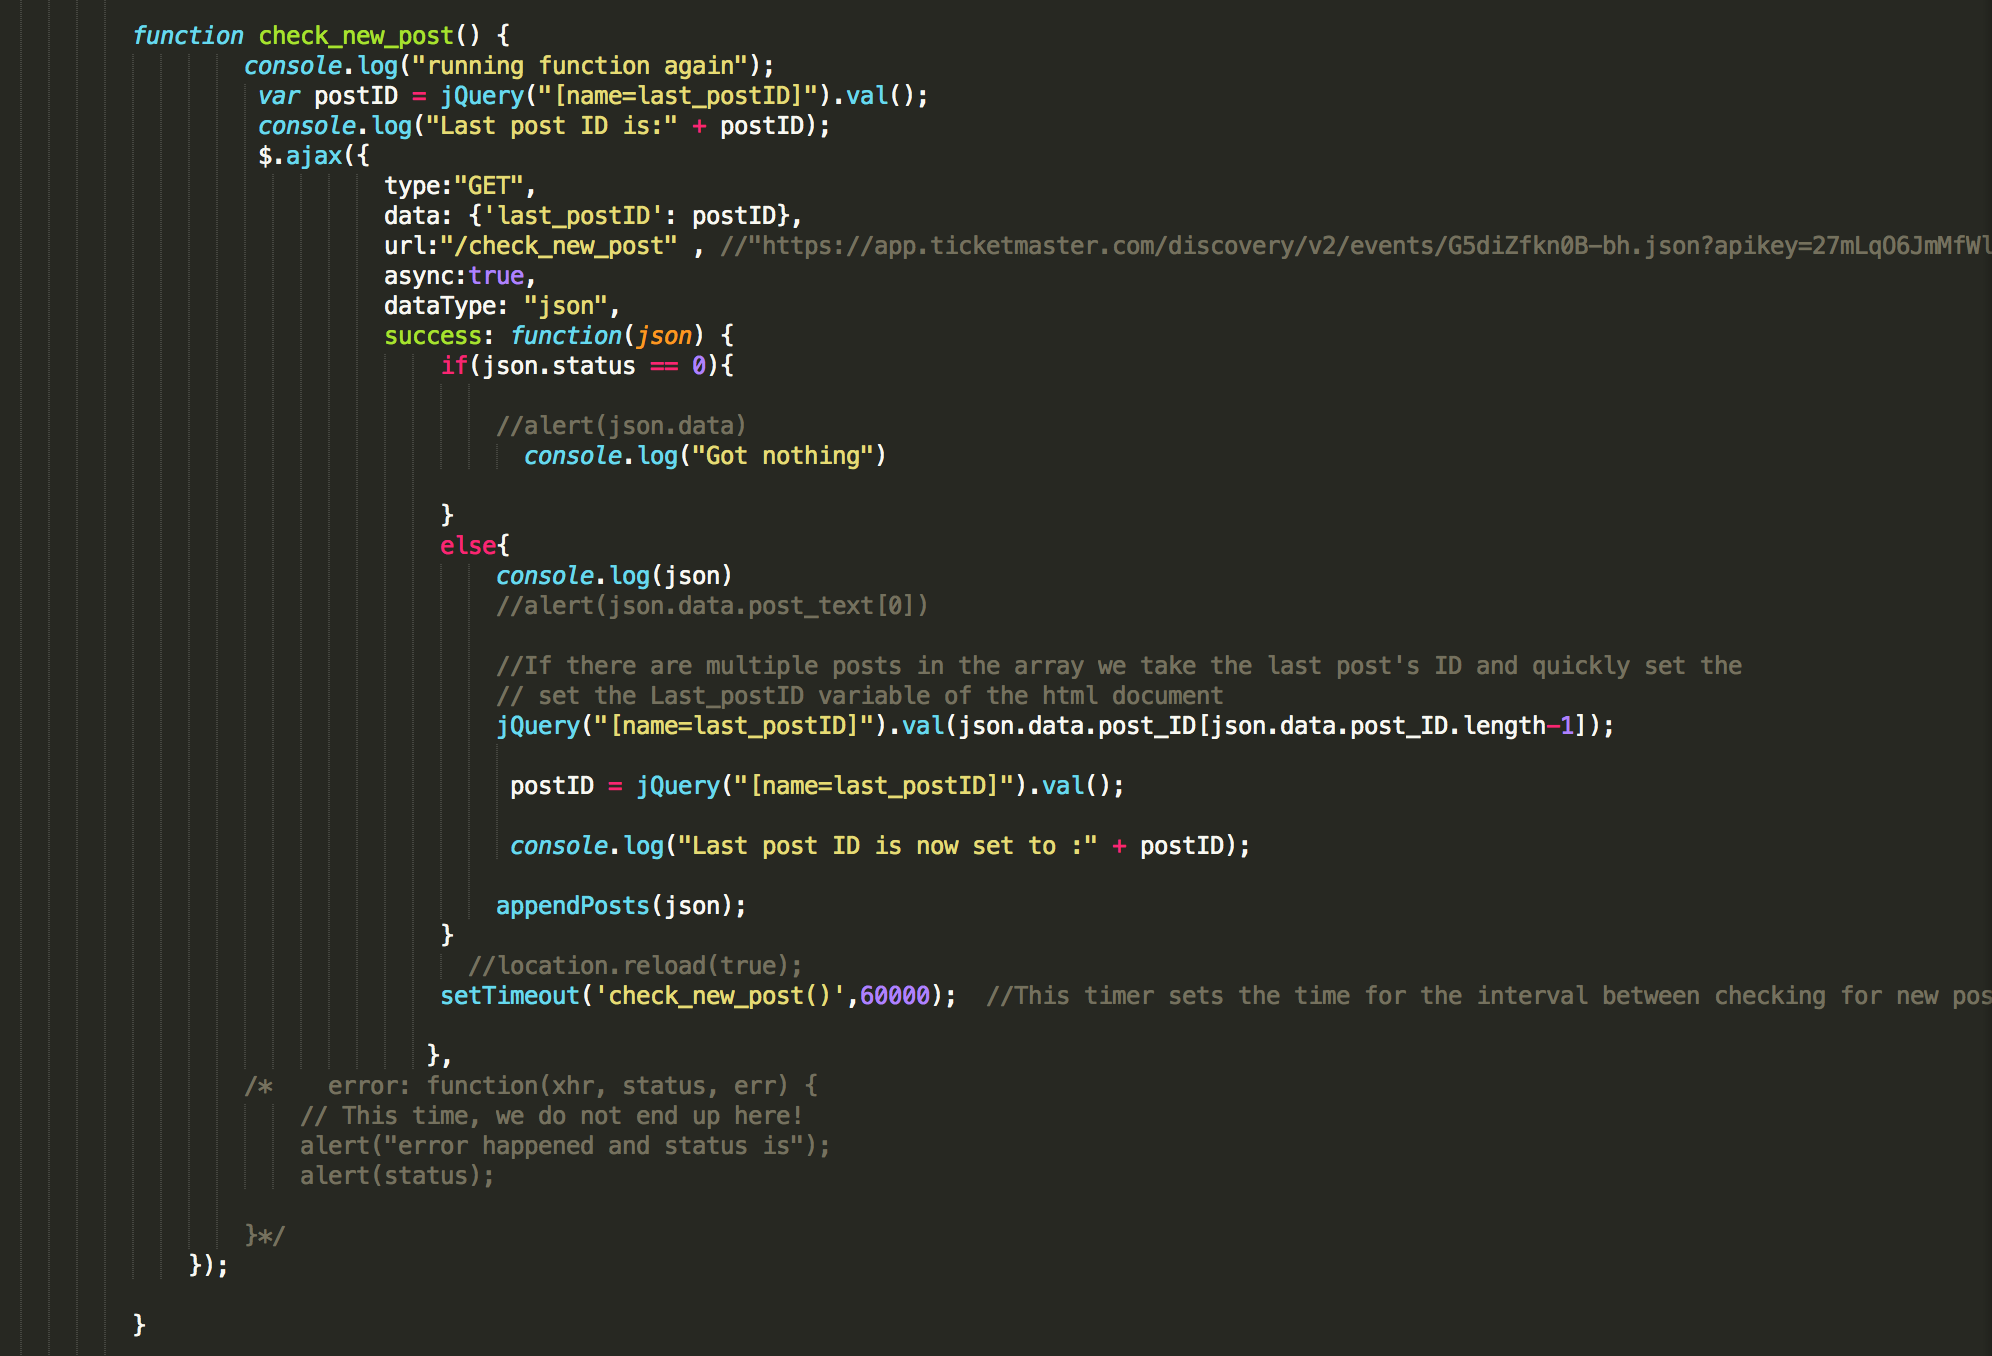 function check_new_post() {
console.log("running function again");
var postID = jQuery("[name=last_postID]").val();
console.log("Last post ID is:" + postID);
$.ajax({
type:"GET",
data: {'last_postID': postID},
url:"/check_new_post" , //"https://app.ticketmaster.com/discovery/v2/events/G5diZfkn0B-bh.json?apikey=27mLqO6JmMfWl
async:true,
dataType: "json",
success: function(json) {
if(json.status == 0){
//alert(json.data)
console.log("Got nothing")
}
else{
console.log(json)
//alert(json.data.post_text[0])
//If there are multiple posts in the array we take the last post's ID and quickly set the
// set the Last_postID variable of the html document
jQuery("[name=last_postID]").val(json.data.post_ID[json.data.post_ID.length-1]);
postID = jQuery("[name=last_postID]").val();
console.log("Last post ID is now set to :" + postID);
appendPosts(json);
}
//location.reload(true);
setTimeout('check_new_post()',60000);  //This timer sets the time for the interval between checking for new pos
},
/*    error: function(xhr, status, err) {
// This time, we do not end up here!
alert("error happened and status is");
alert(status);
}*/
});
}